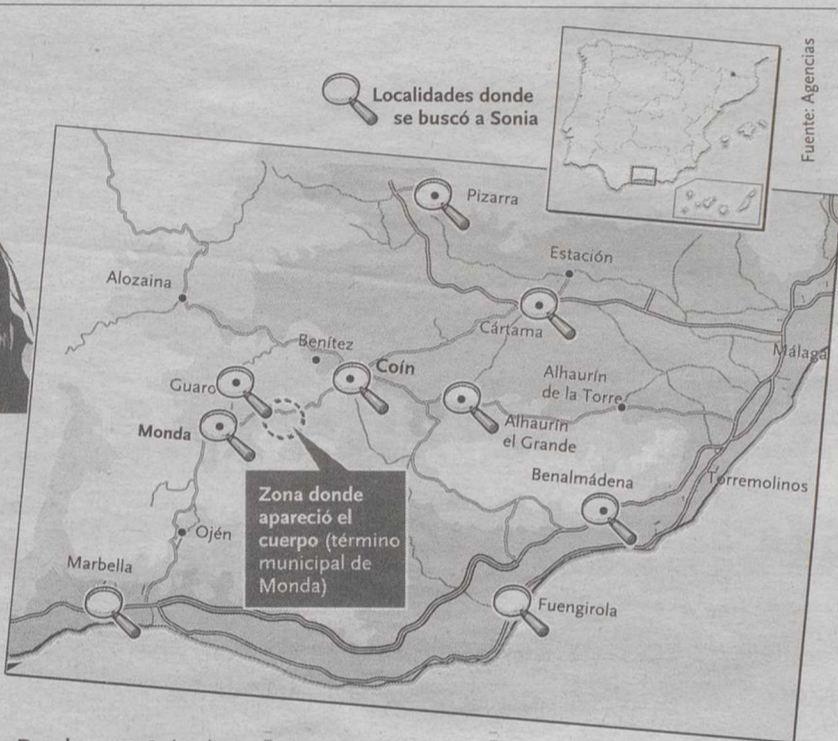 Localidades donde
se buscó a Sonia
Fuente: Agencias
Pizarra
Estación
Alozaina
Cártama
Benítez
Málaga
Coín
Guaro
Alhaurín
de la Torre
Monda
Alhaurín
el Grande
Benalmádena
Torremolinos
Zona donde
apareció el
cuerpo (término
municipal de
Monda)
Ojén
Marbella
Fuengirola